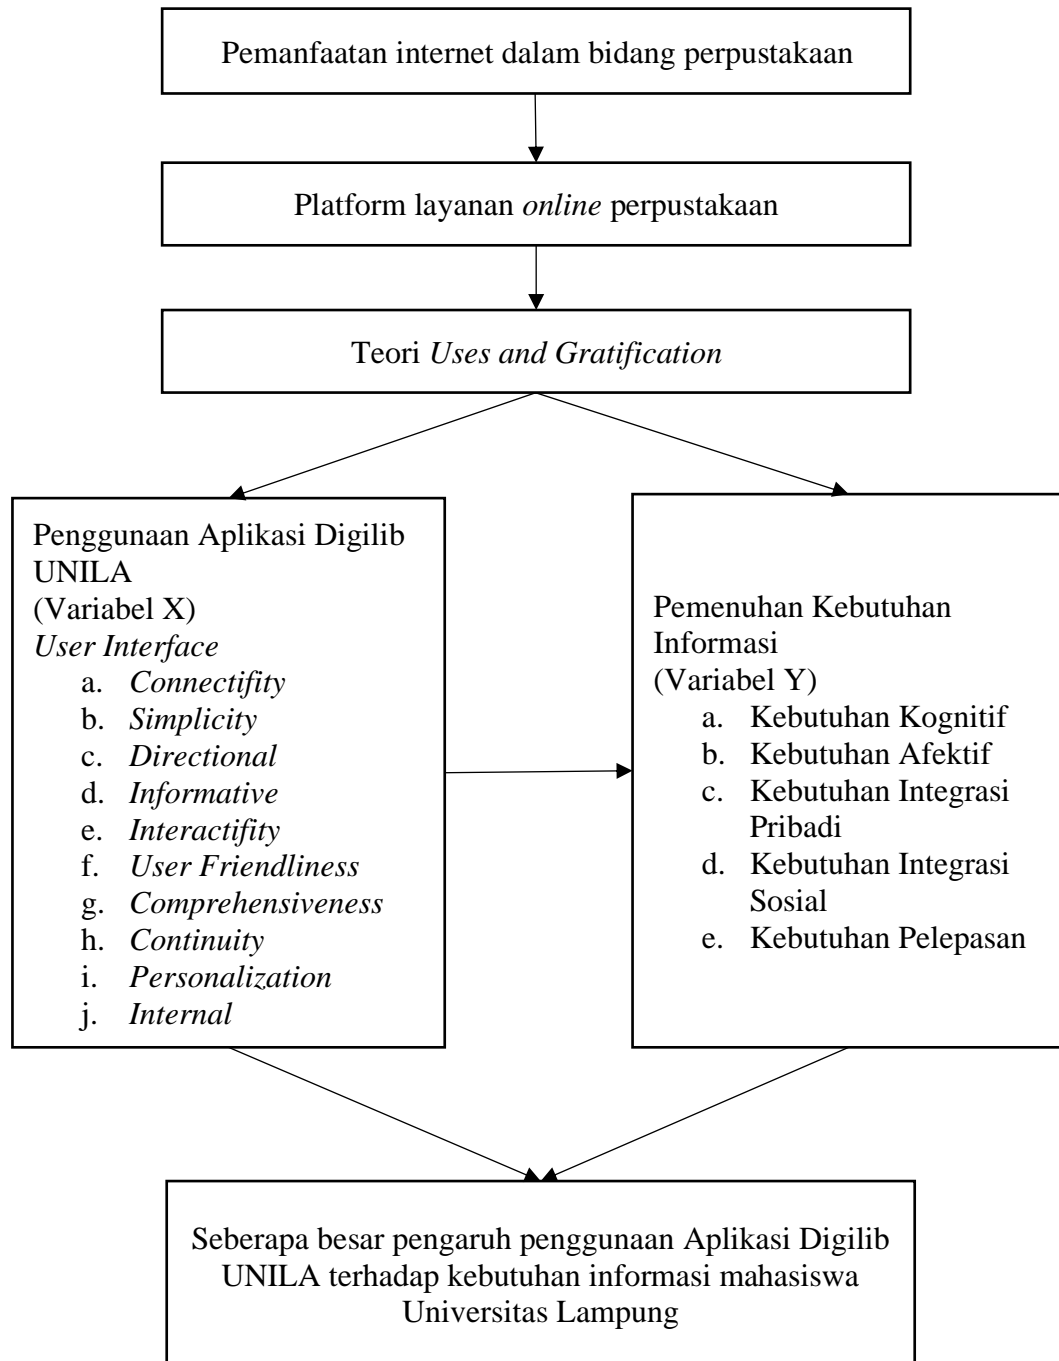 Pemanfaatan internet dalam bidang perpustakaan
Platform layanan online perpustakaan
Teori Uses and Gratification
Penggunaan Aplikasi Digilib
UNILA
(Variabel X)
User Interface
a. Connectifity
b. Simplicity
c. Directional
d. Informative
e. Interactifity
f. User Friendliness
g. Comprehensiveness
h. Continuity
i. Personalization
j. Internal
Pemenuhan Kebutuhan
Informasi
(Variabel Y)
a. Kebutuhan Kognitif
b. Kebutuhan Afektif
c. Kebutuhan Integrasi
Pribadi
d. Kebutuhan Integrasi
Sosial
e. Kebutuhan Pelepasan
Seberapa besar pengaruh penggunaan Aplikasi Digilib
UNILA terhadap kebutuhan informasi mahasiswa
Universitas Lampung